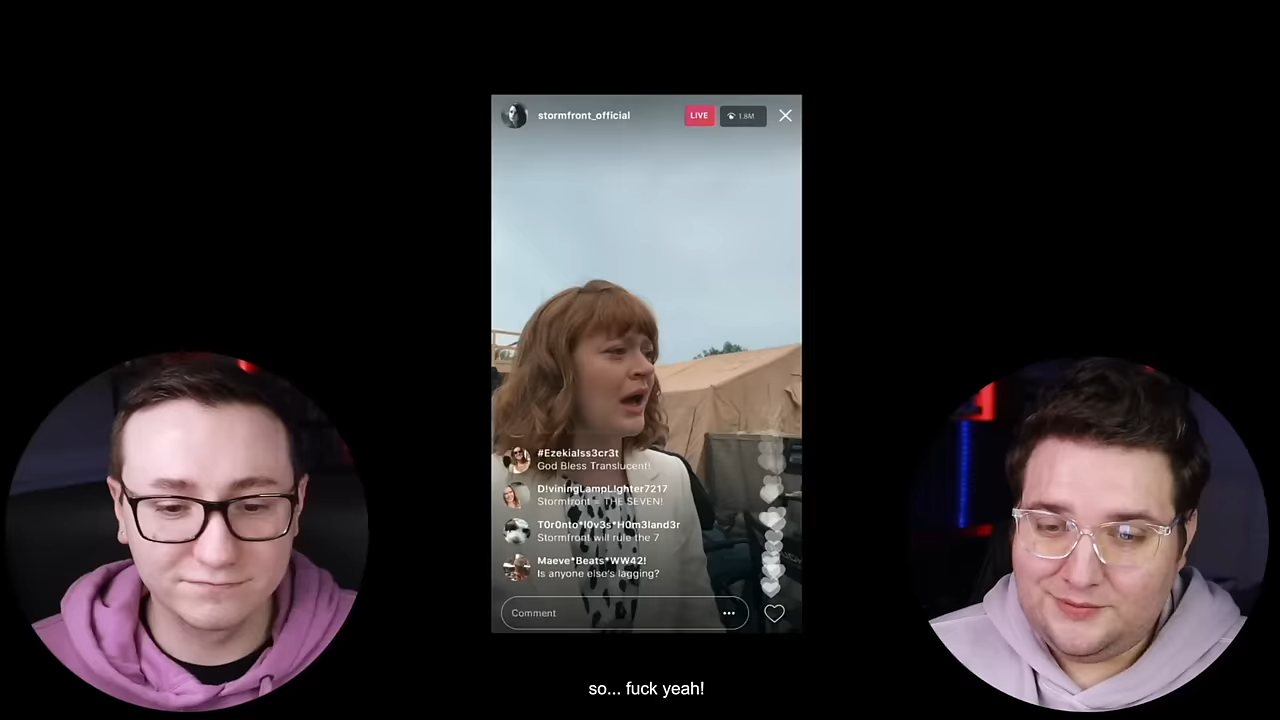 stormfront_official
LIVE
1.8M
#Ezekialss3cr3t
God Bless Translucent!
D!viningLampL!ghter7217
Stormfront = THE SEVEN!
T0r0nto*l0v3s*H0m3land3r
Stormfront will rule the 7
Maeve*Beats*WW42!
Is anyone else's lagging?
Comment
so... fuck yeah!